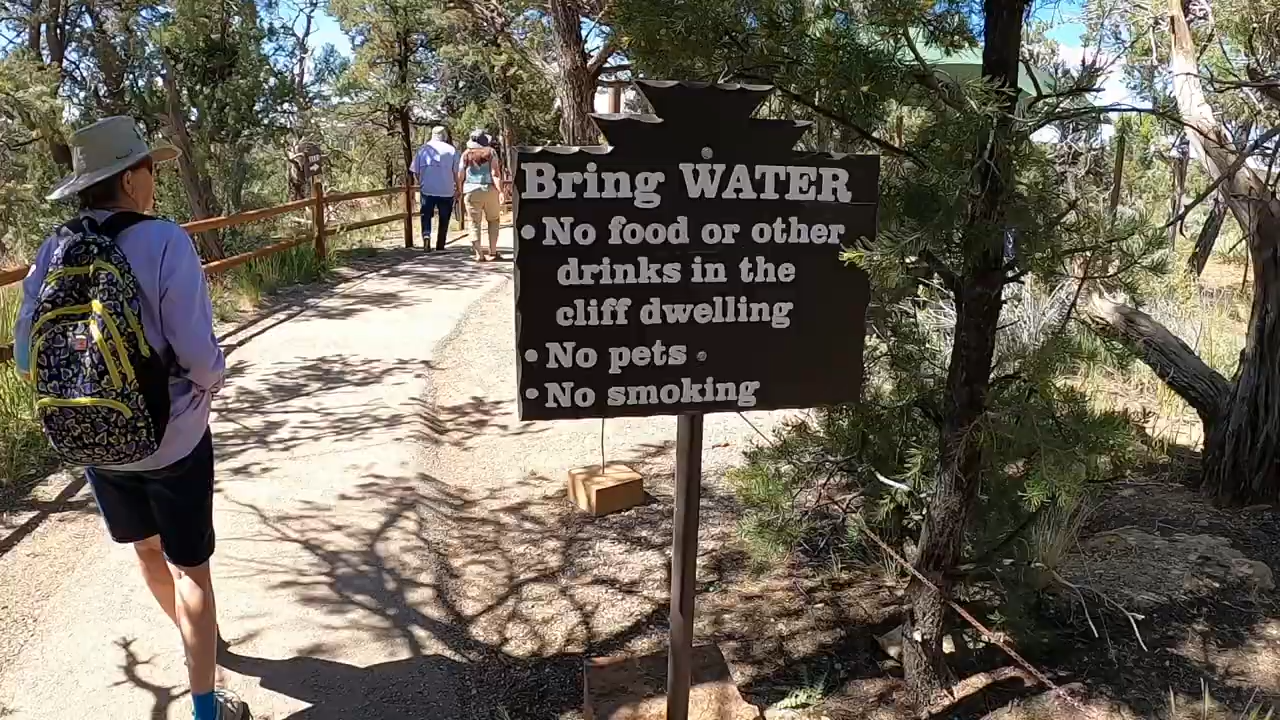 Bring WATER
• No food or other
drinks in the
cliff dwelling
• No pets
• No smoking